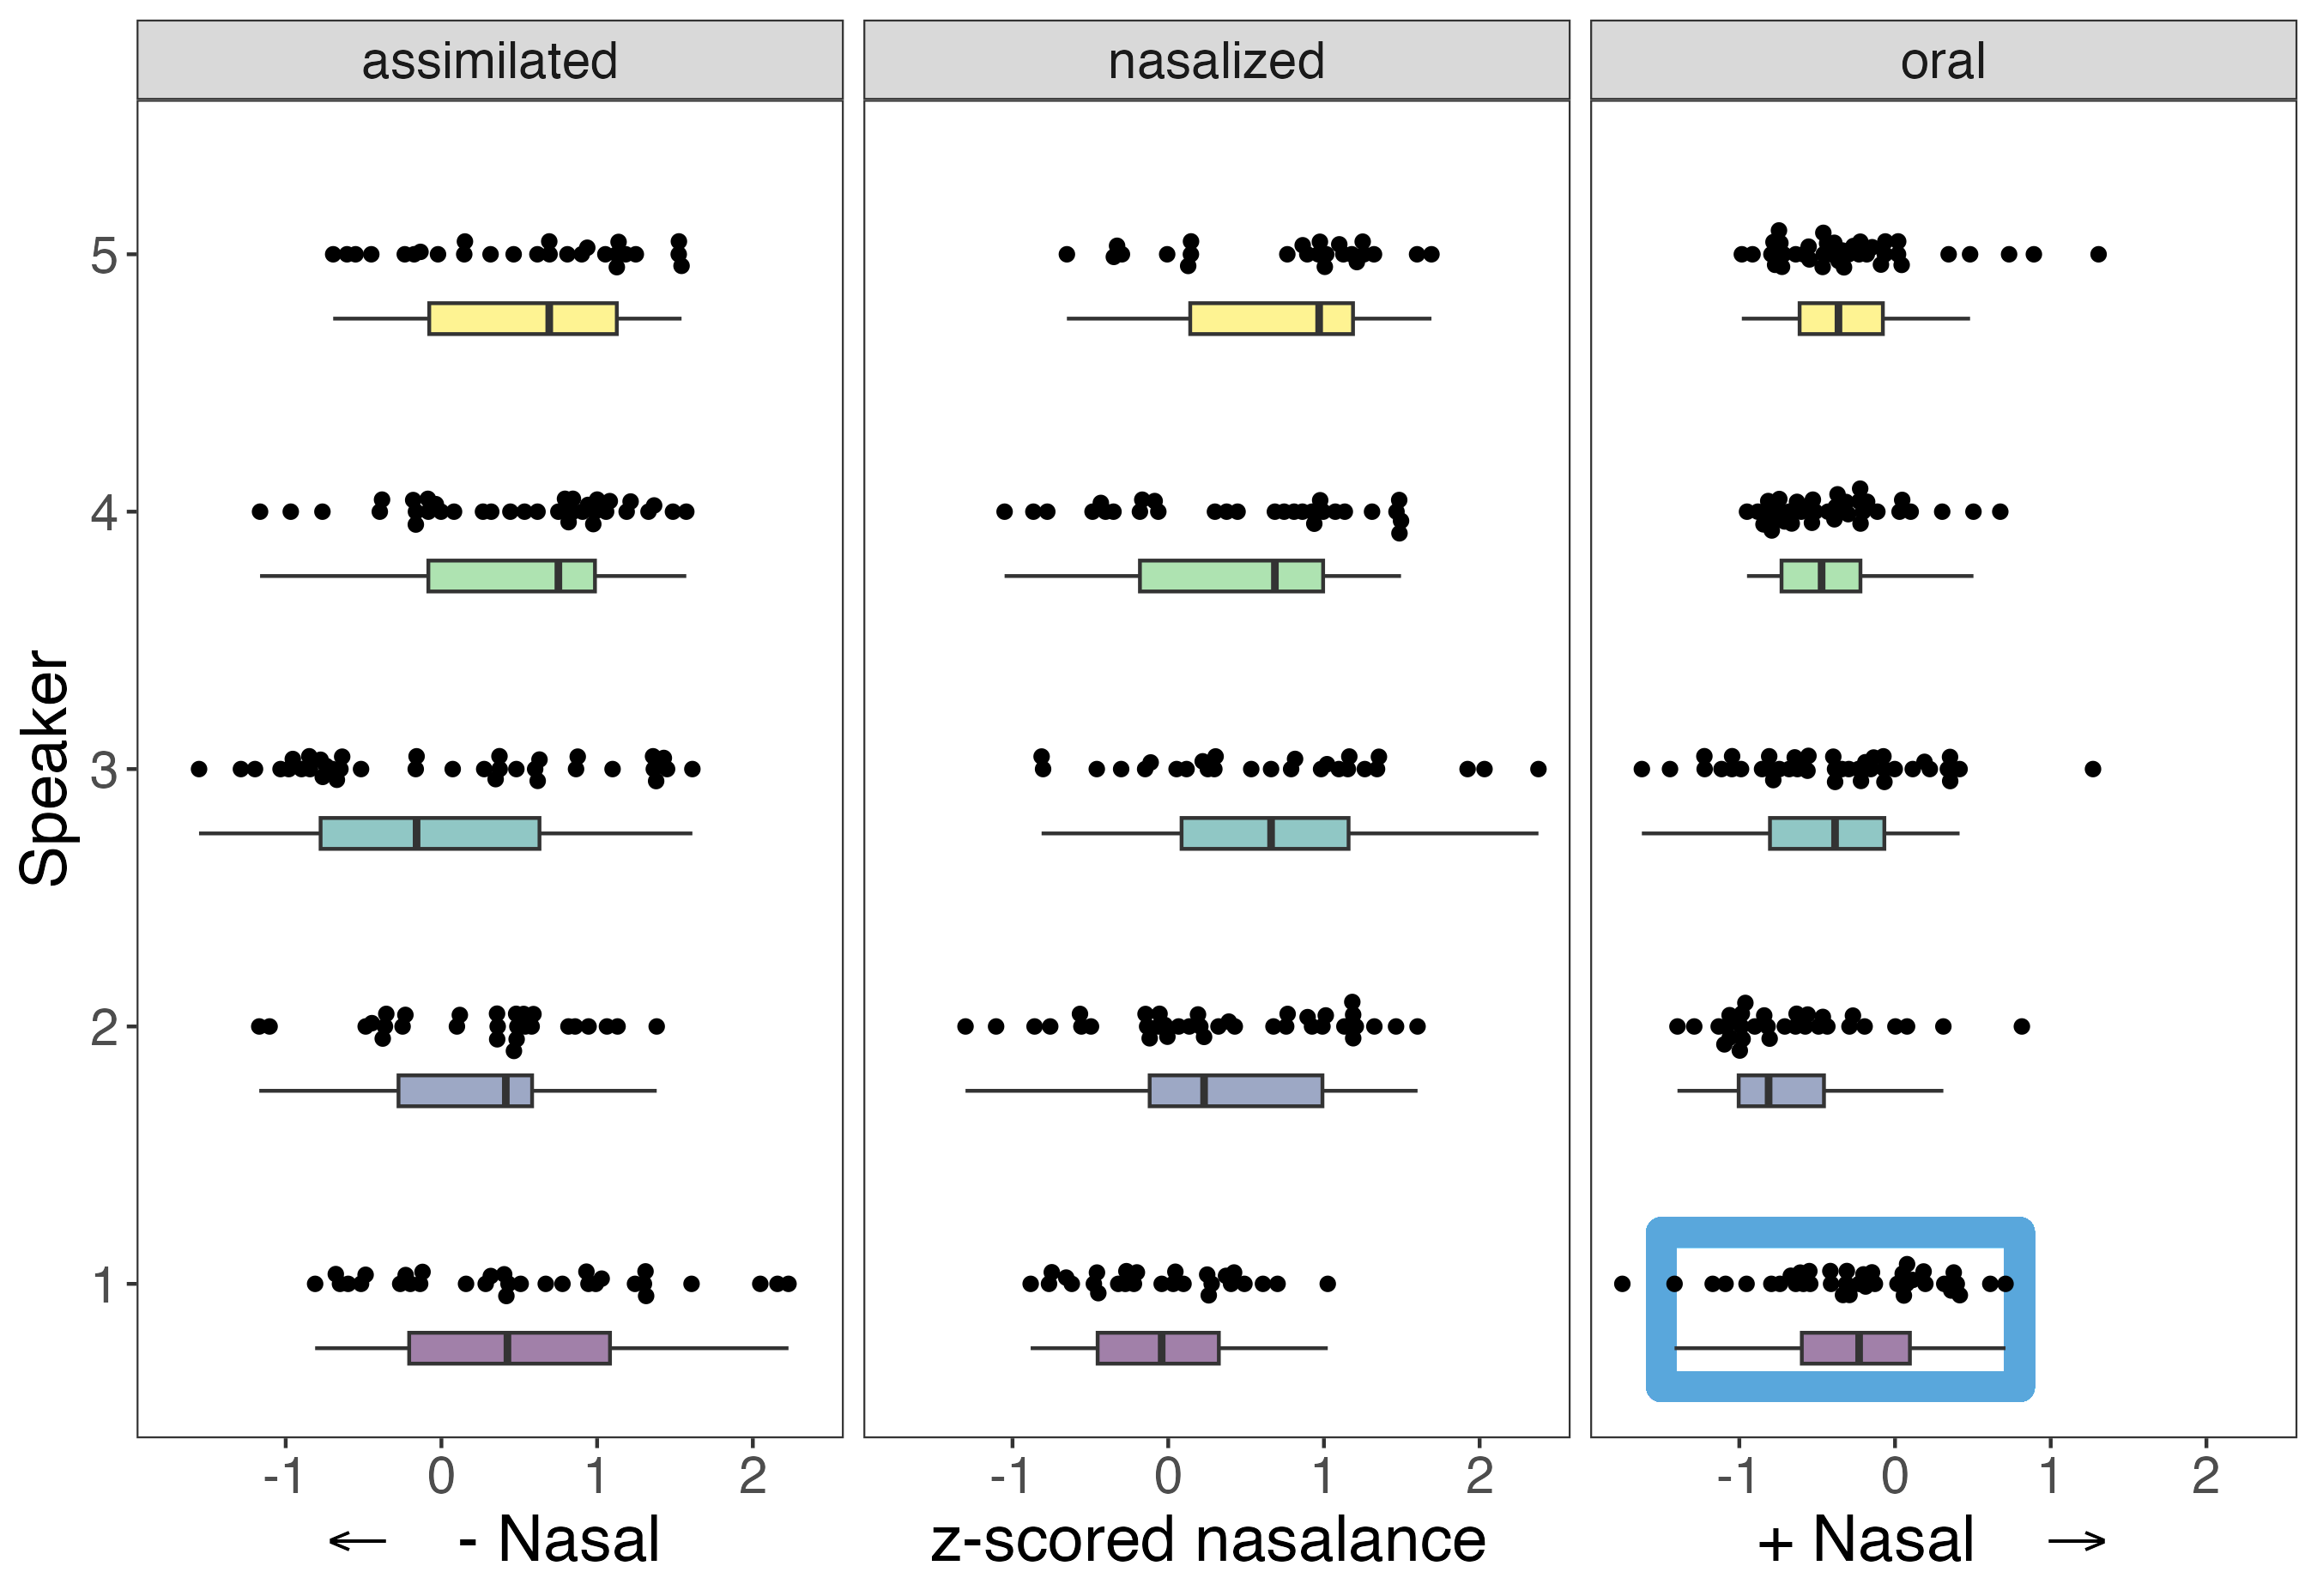 assimilated nasalized oral
5
4
3
2
1
Speaker
-1 0 1 2 -1 0 1 2 -1 0 1 2
← - Nasal z-scored nasalance + Nasal →